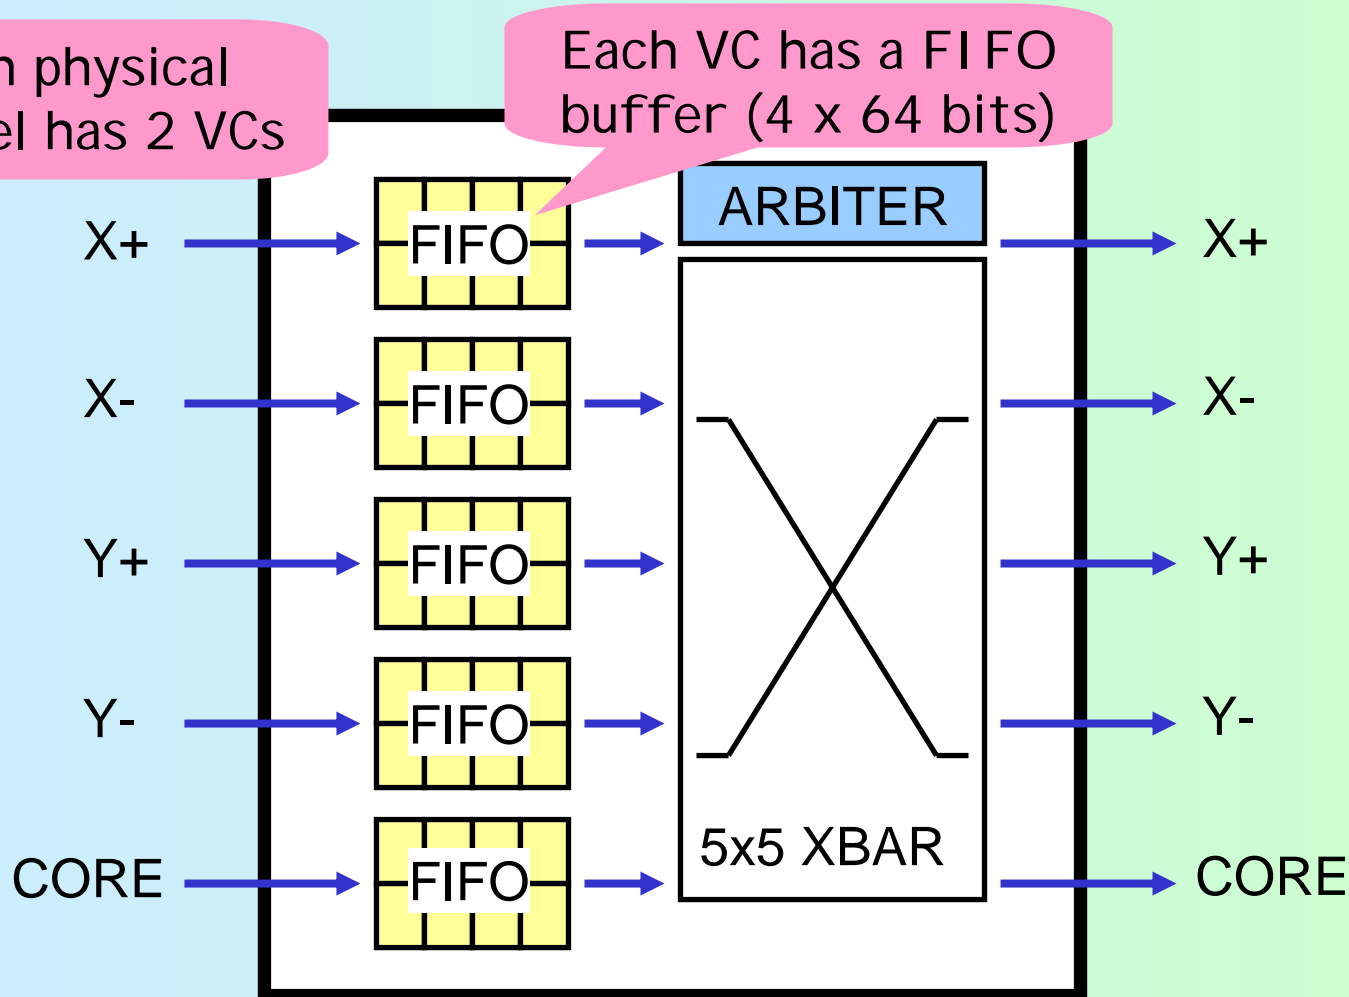 n physical
el has 2 VCs
Each VC has a FIFO
buffer (4 x 64 bits)
ARBITER
X+
FIFO
X+
X-
FIFO
X-
Y+
FIFO
Y+
Y-
FIFO
Y-
5x5 XBAR
CORE
FIFO
CORE